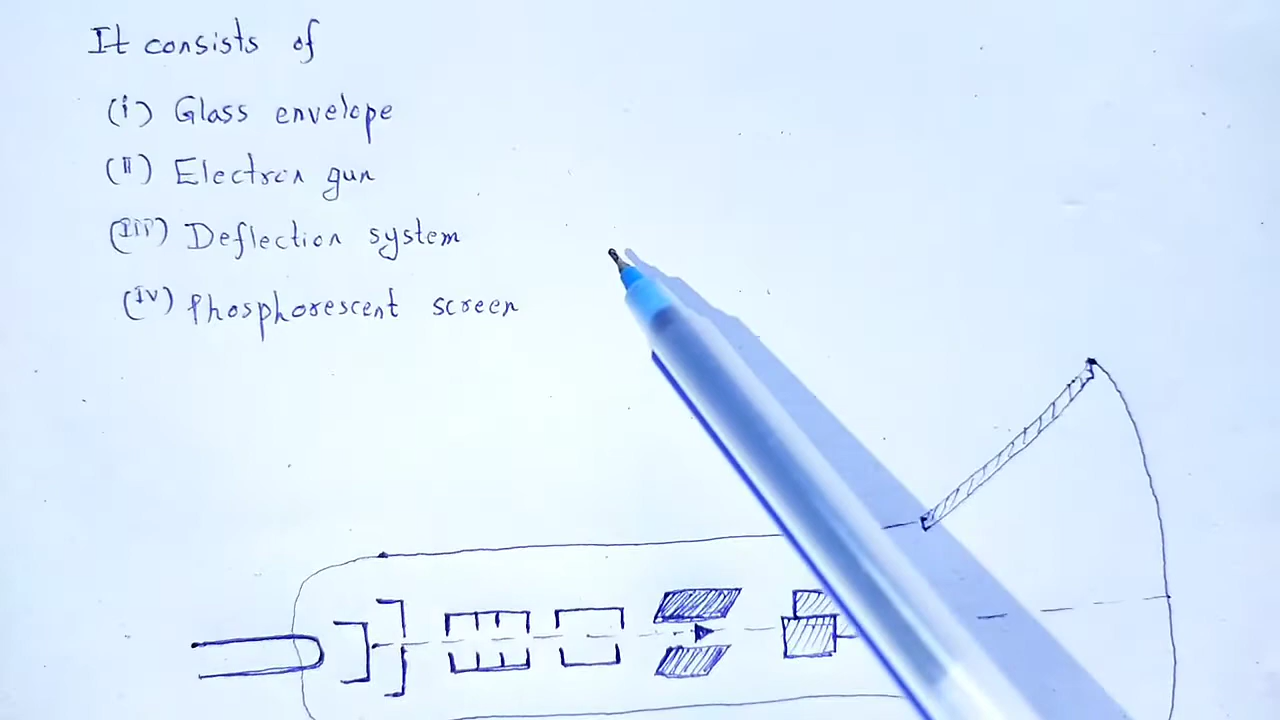 It consists of
(i) Glass envelope
(II) Electron gun
(III) Deflection system
(IV) Phosphorescent screen